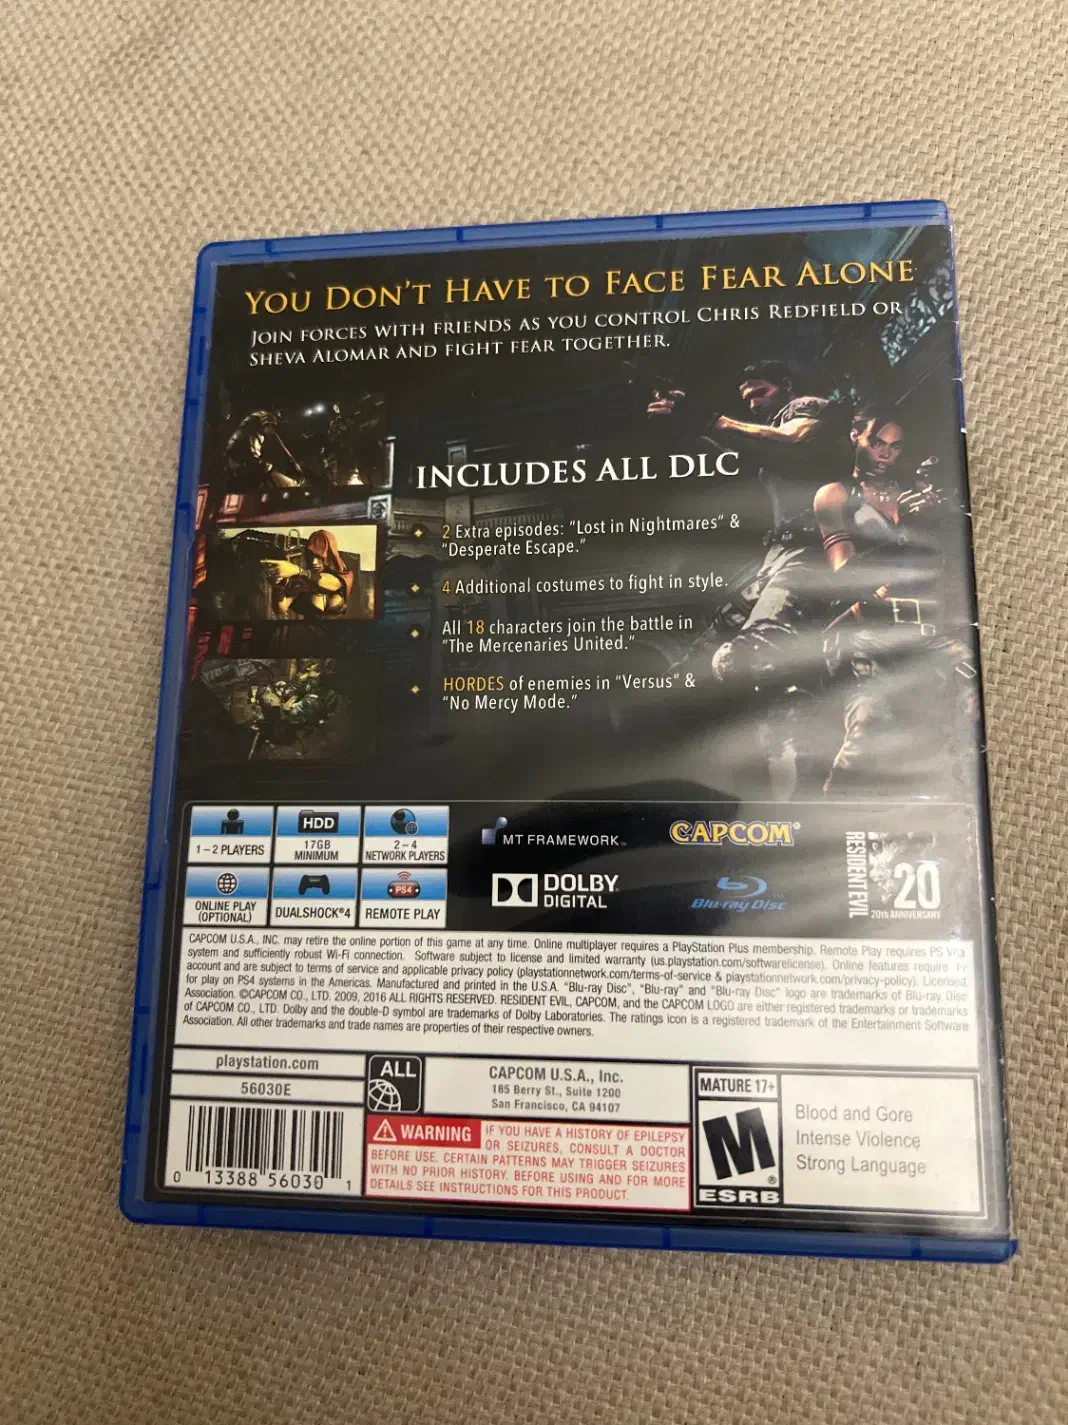 You Don't Have to Face Fear Alone
Join forces with friends as you control Chris Redfield or
Sheva Alomar and fight fear together.
INCLUDES ALL DLC
2 Extra episodes: “Lost in Nightmares” &
“Desperate Escape.”
4 Additional costumes to fight in style.
All 18 characters join the battle in
“The Mercenaries United.”
HORDES of enemies in “Versus” &
“No Mercy Mode.”
1 – 2 PLAYERS
HDD
17GB
MINIMUM
2 – 4
NETWORK PLAYERS
ONLINE PLAY
(OPTIONAL)
DUALSHOCK®4
PS4
REMOTE PLAY
MT FRAMEWORK™
CAPCOM®
DOLBY
DIGITAL
Blu-ray Disc
RESIDENT EVIL
20
20th ANNIVERSARY
CAPCOM U.S.A., INC. may retire the online portion of this game at any time. Online multiplayer requires a PlayStation Plus membership. Remote Play requires PS Vita
system and sufficiently robust Wi-Fi connection. Software subject to license and limited warranty (us.playstation.com/softwarelicense). Online features require
account and are subject to terms of service and applicable privacy policy (playstationnetwork.com/terms-of-service & playstationnetwork.com/privacy-policy). Licensed
for play on PS4 systems in the Americas. Manufactured and printed in the U.S.A. “Blu-ray Disc”, “Blu-ray” and “Blu-ray Disc” logo are trademarks of Blu-ray Disc
Association. ©CAPCOM CO., LTD. 2009, 2016 ALL RIGHTS RESERVED. RESIDENT EVIL, CAPCOM, and the CAPCOM LOGO are either registered trademarks or trademarks
of CAPCOM CO., LTD. Dolby and the double-D symbol are trademarks of Dolby Laboratories. The ratings icon is a registered trademark of the Entertainment Software
Association. All other trademarks and trade names are properties of their respective owners.
playstation.com
56030E
0 13388 56030 1
ALL
CAPCOM U.S.A., Inc.
185 Berry St., Suite 1200
San Francisco, CA 94107
WARNING IF YOU HAVE A HISTORY OF EPILEPSY
OR SEIZURES, CONSULT A DOCTOR
BEFORE USE. CERTAIN PATTERNS MAY TRIGGER SEIZURES
WITH NO PRIOR HISTORY. BEFORE USING AND FOR MORE
DETAILS SEE INSTRUCTIONS FOR THIS PRODUCT.
MATURE 17+
M
®
ESRB
Blood and Gore
Intense Violence
Strong Language